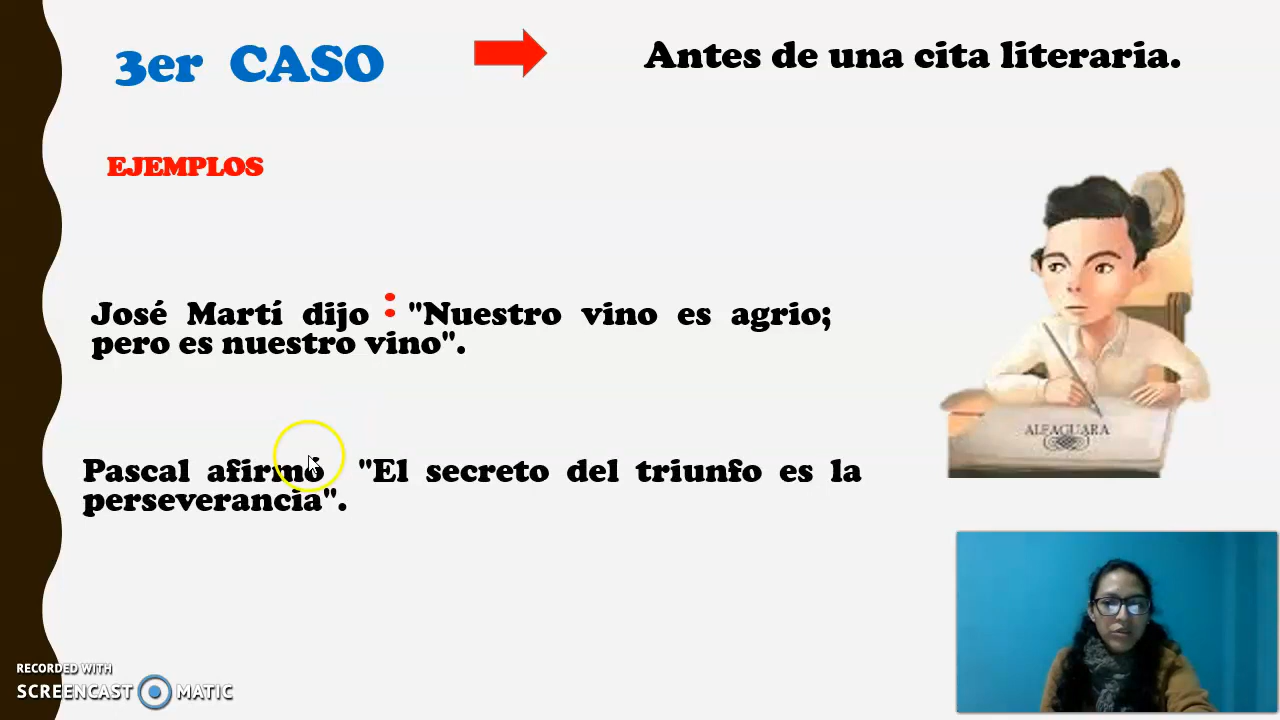 3er CASO
Antes de una cita literaria.
EJEMPLOS
José Martí dijo : "Nuestro vino es agrio;
pero es nuestro vino".
Pascal afirmó "El secreto del triunfo es la
perseverancia".
ALFAGUARA
RECORDED WITH
SCREENCAST MATIC